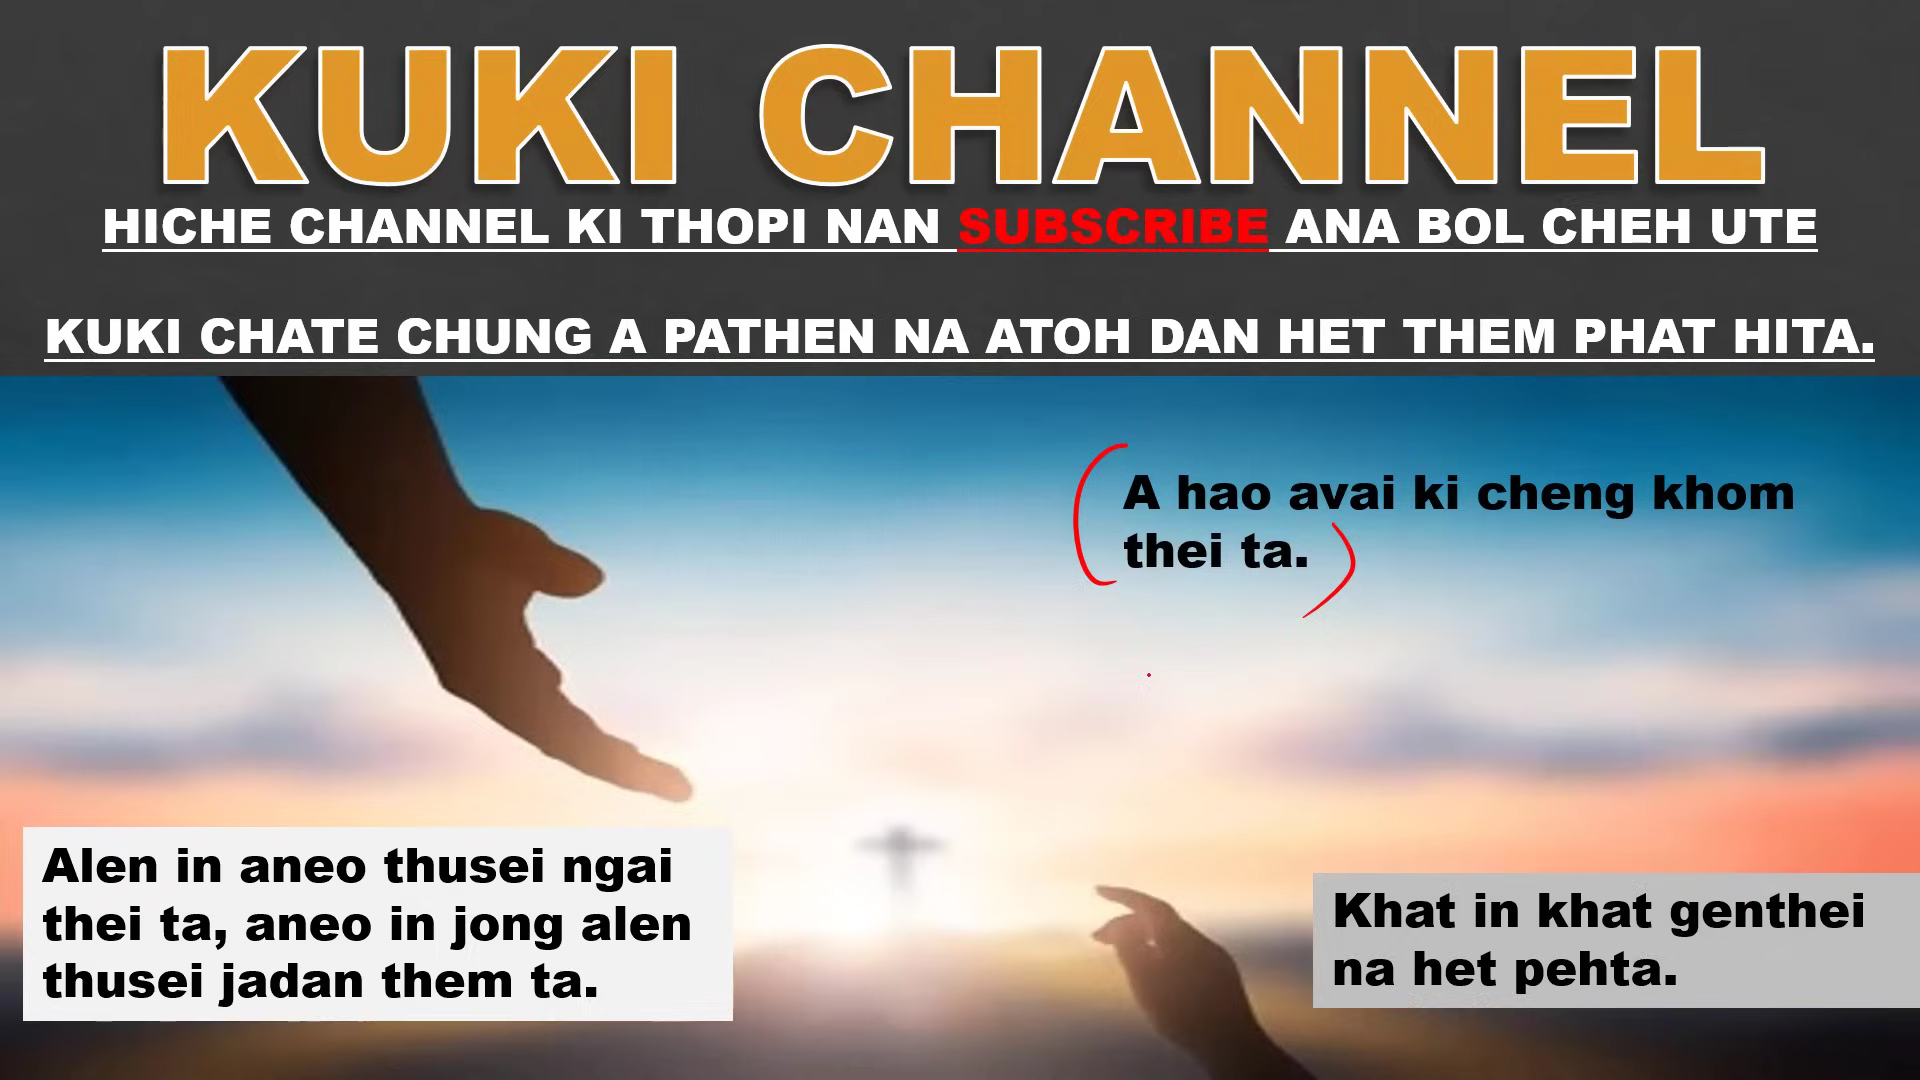 KUKI CHANNEL
HICHE CHANNEL KI THOPI NAN SUBSCRIBE ANA BOL CHEH UTE
KUKI CHATE CHUNG A PATHEN NA ATOH DAN HET THEM PHAT HITA.
A hao avai ki cheng khom
thei ta.
Alen in aneo thusei ngai
thei ta, aneo in jong alen
thusei jadan them ta.
Khat in khat genthei
na het pehta.